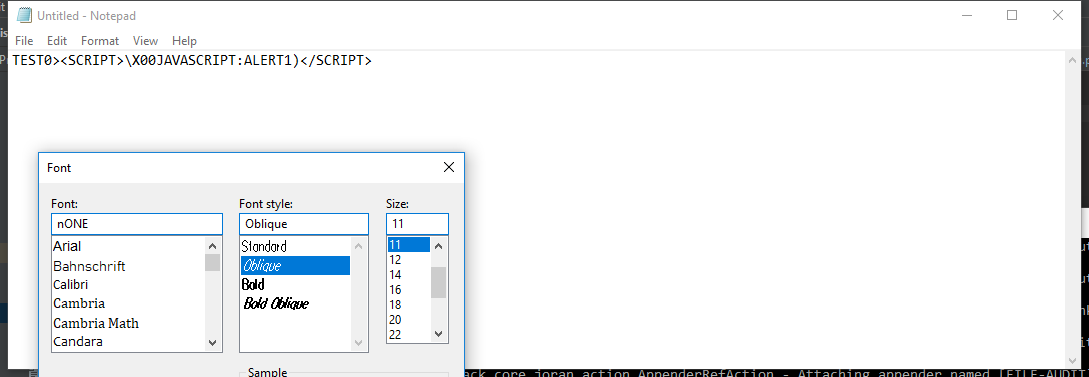 Untitled - Notepad
File Edit Format View Help
TEST0><SCRIPT>\X00JAVASCRIPT:ALERT1)</SCRIPT>
Font
Font: Font style: Size:
nONE Oblique 11
Arial Standard 11
Bahnschrift Oblique 12
Calibri Bold 14
Cambria Bold Oblique 16
Cambria Math 18
Candara 20
22
Sample
ack core joran action AppenderRefAction - Attaching appender named [FILE-AUDIT